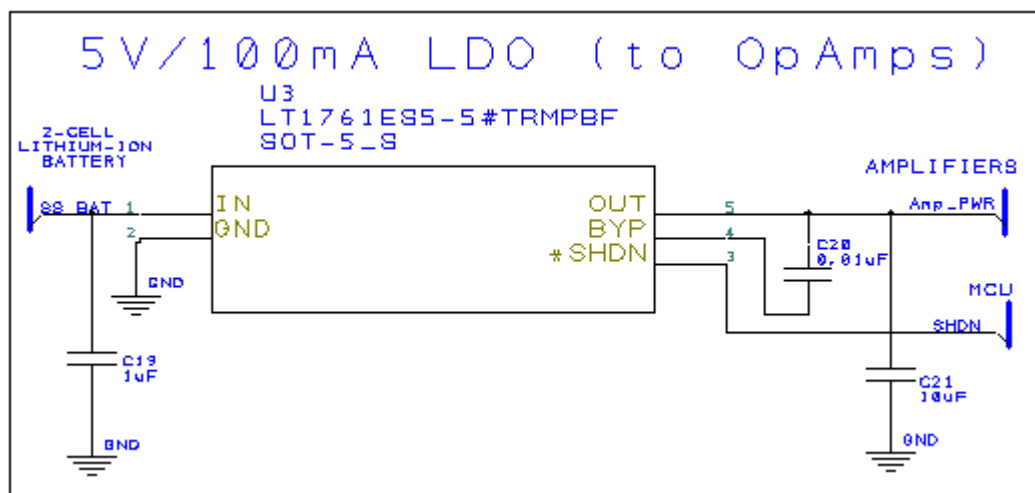 5V/100mA LDO (to OpAmps)
U3
LT1761ES5-5#TRMPBF
SOT-5_S
2-CELL
LITHIUM-ION
BATTERY
AMPLIFIERS
SS_BAT
1
IN
OUT
5
Amp_PWR
2
GND
BYP
4
#SHDN
3
C20
0.01uF
GND
MCU
SHDN
C19
1uF
C21
10uF
GND
GND